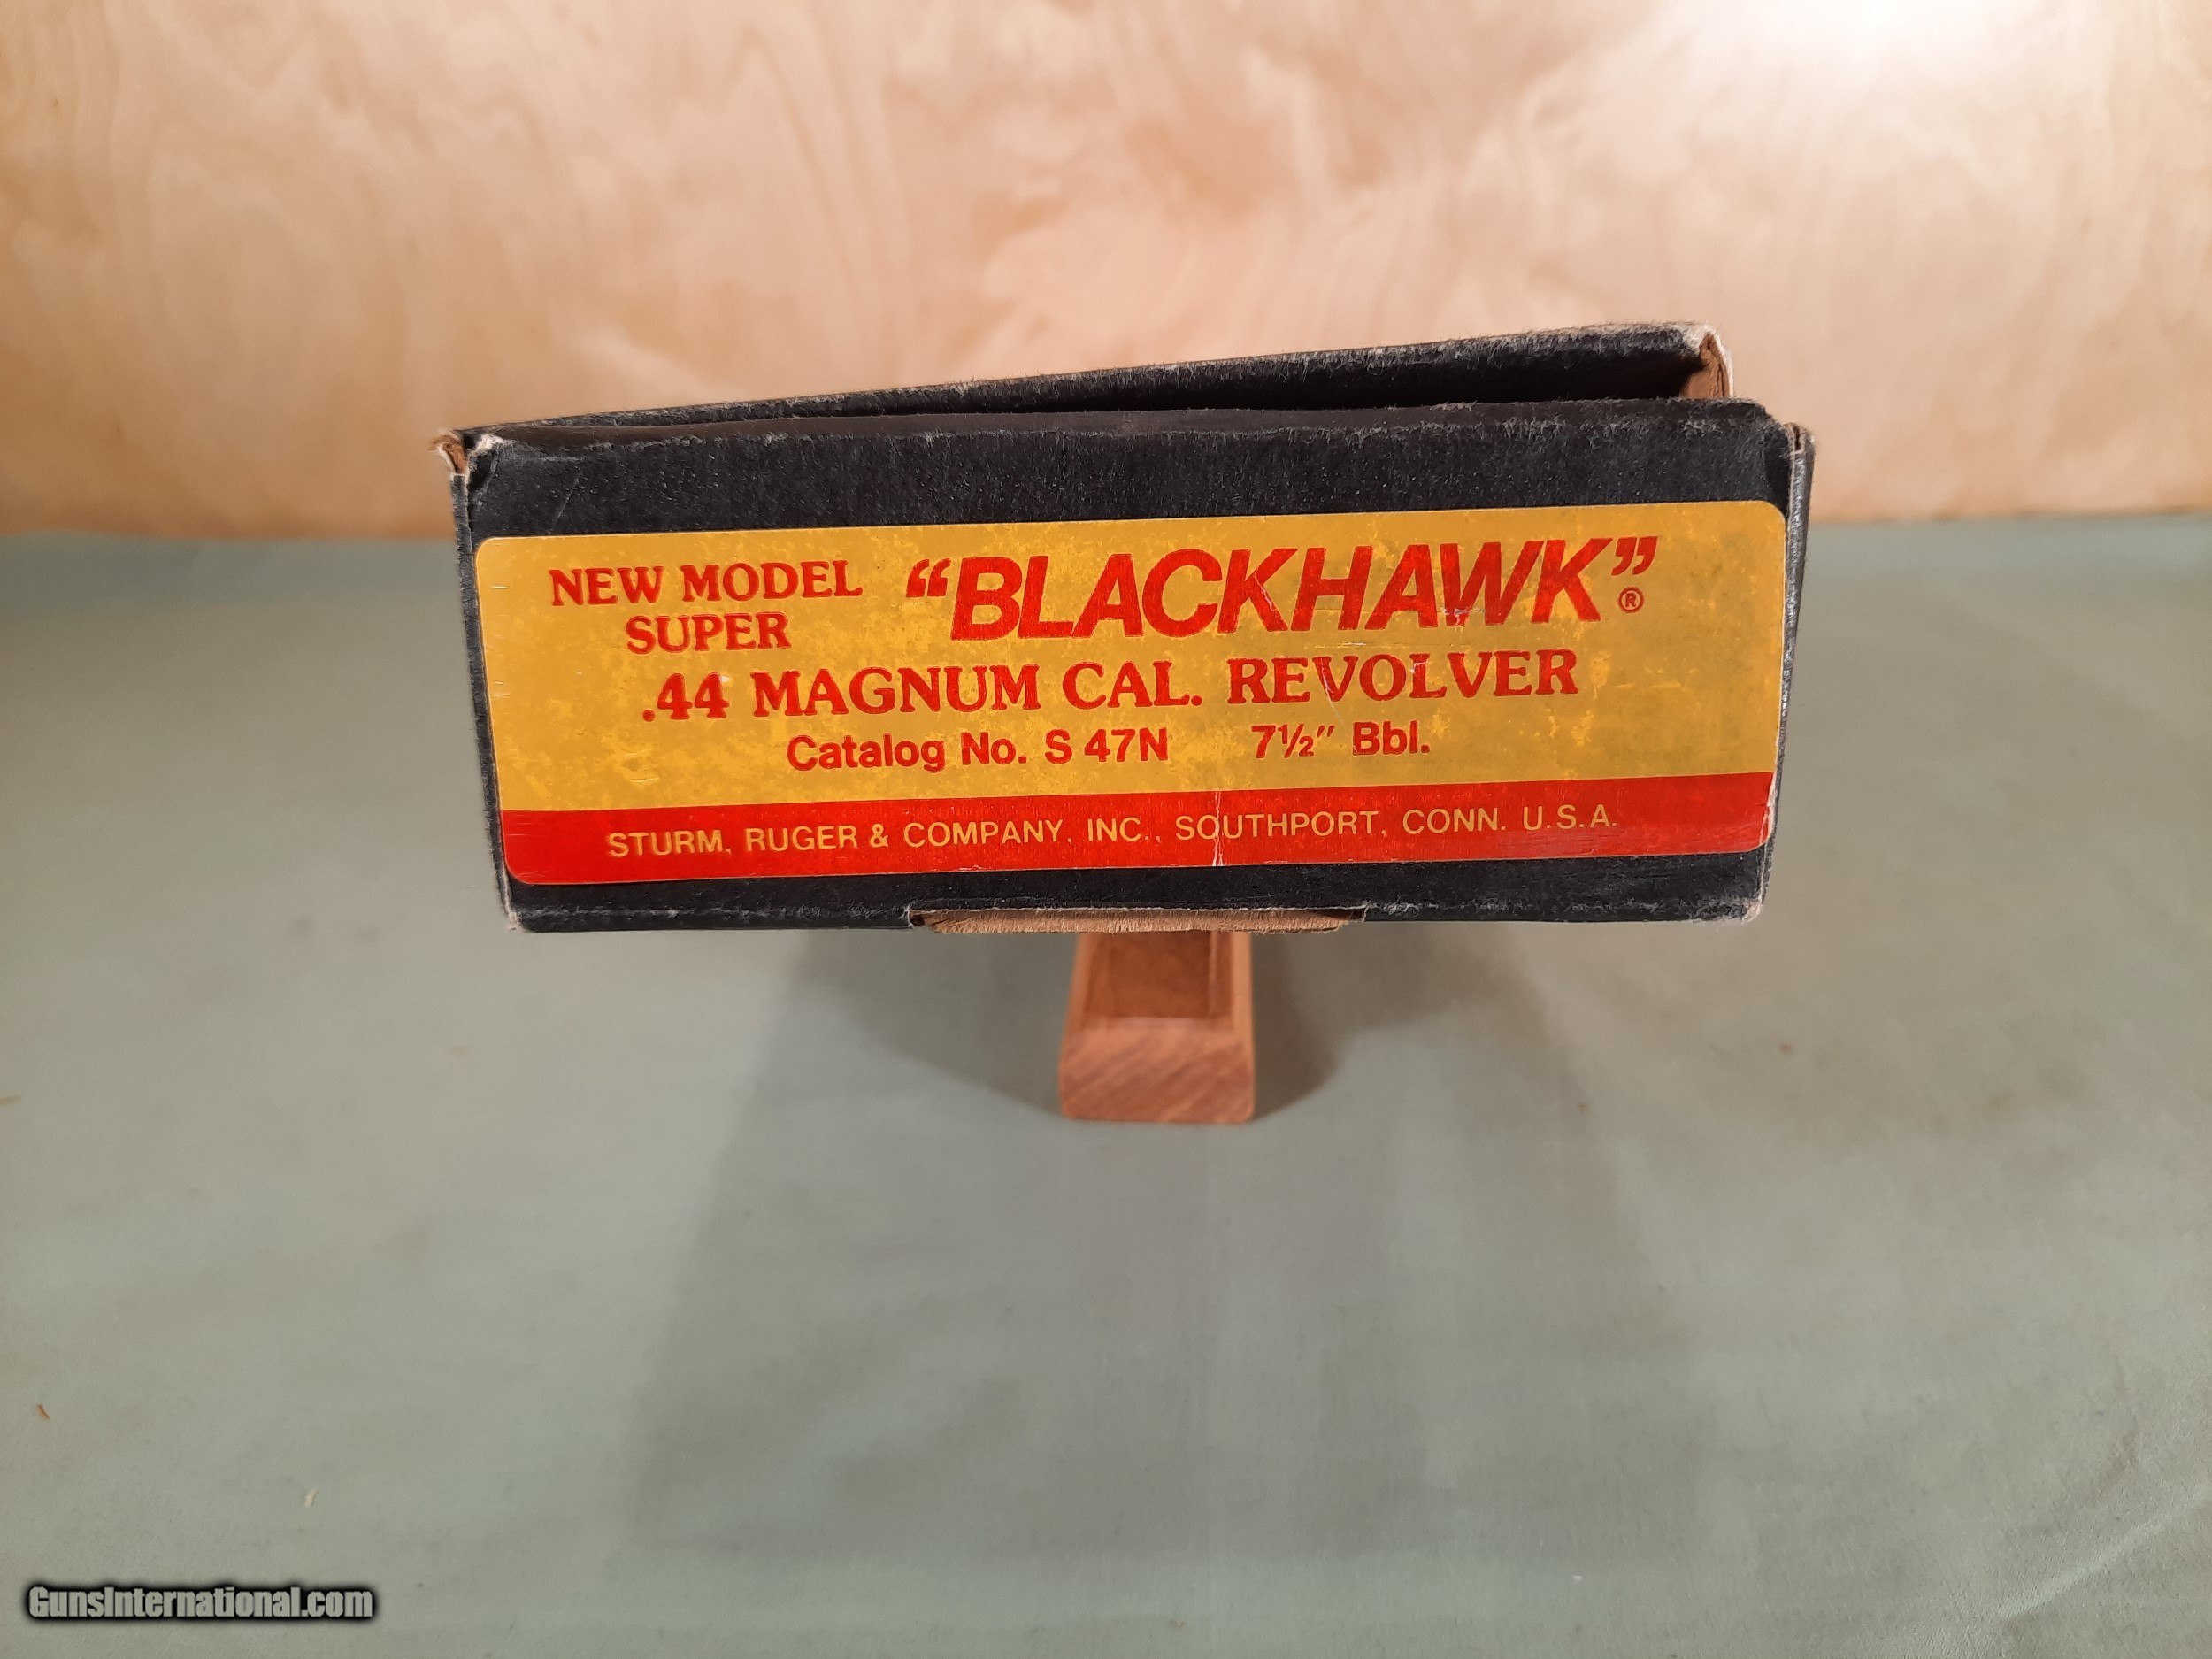 NEW MODEL SUPER "BLACKHAWK"®
.44 MAGNUM CAL. REVOLVER
Catalog No. S 47N 7½" Bbl.
STURM, RUGER & COMPANY, INC., SOUTHPORT, CONN. U.S.A.
GunsInternational.com